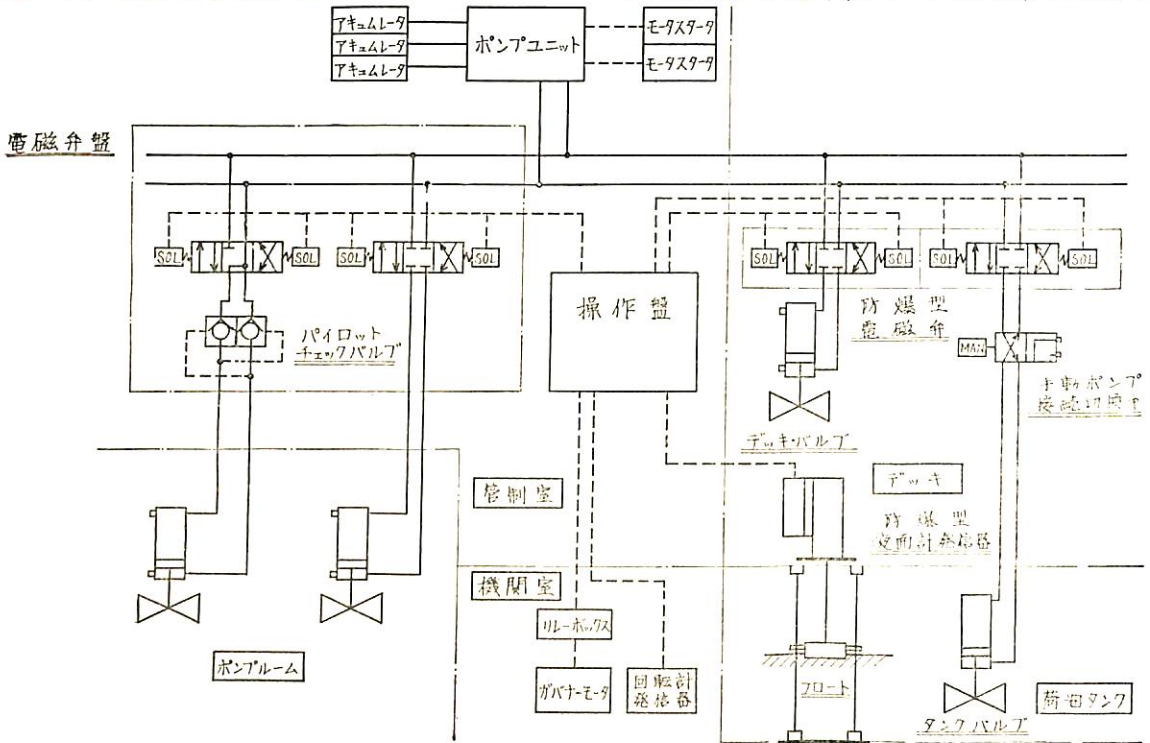 アキュムレータ
アキュムレータ
アキュムレータ
ポンプユニット
モータスタータ
モータスタータ
電磁弁盤
SOL
SOL
SOL
SOL
SOL
SOL
SOL
SOL
パイロット
チェックバルブ
操作盤
防爆型
電磁弁
MAN
手動ポンプ
デッキバルブ
管制室
デッキ
防爆型
液面計発信器
機関室
リレーボックス
ポンプルーム
ガバナーモータ
回転計
発信器
フロート
タンクバルブ
荷油タンク